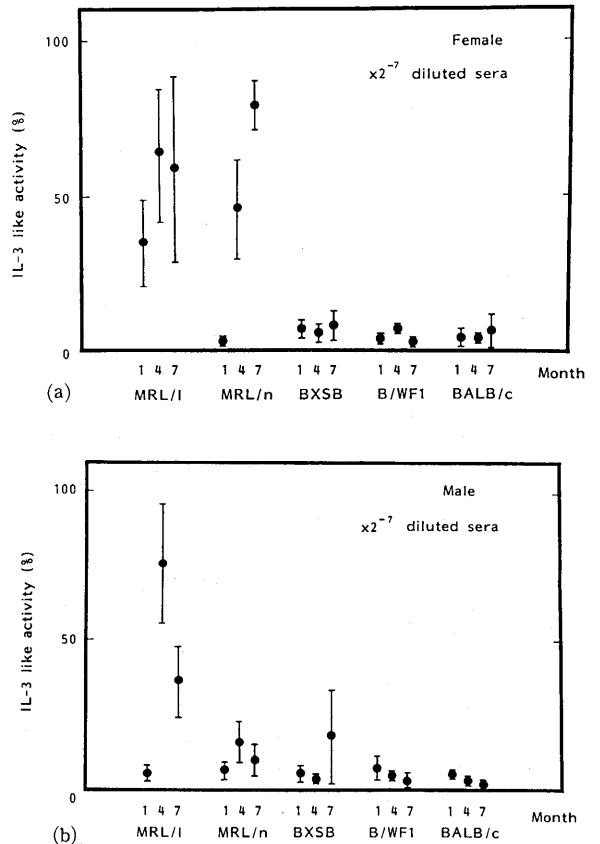 100
Female
x2⁻⁷ diluted sera
IL-3 like activity (%)
50
0
1 4 7 1 4 7 1 4 7 1 4 7 1 4 7 Month
(a) MRL/l MRL/n BXSB B/WF1 BALB/c
100
Male
x2⁻⁷ diluted sera
IL-3 like activity (%)
50
0
1 4 7 1 4 7 1 4 7 1 4 7 1 4 7 Month
(b) MRL/l MRL/n BXSB B/WF1 BALB/c